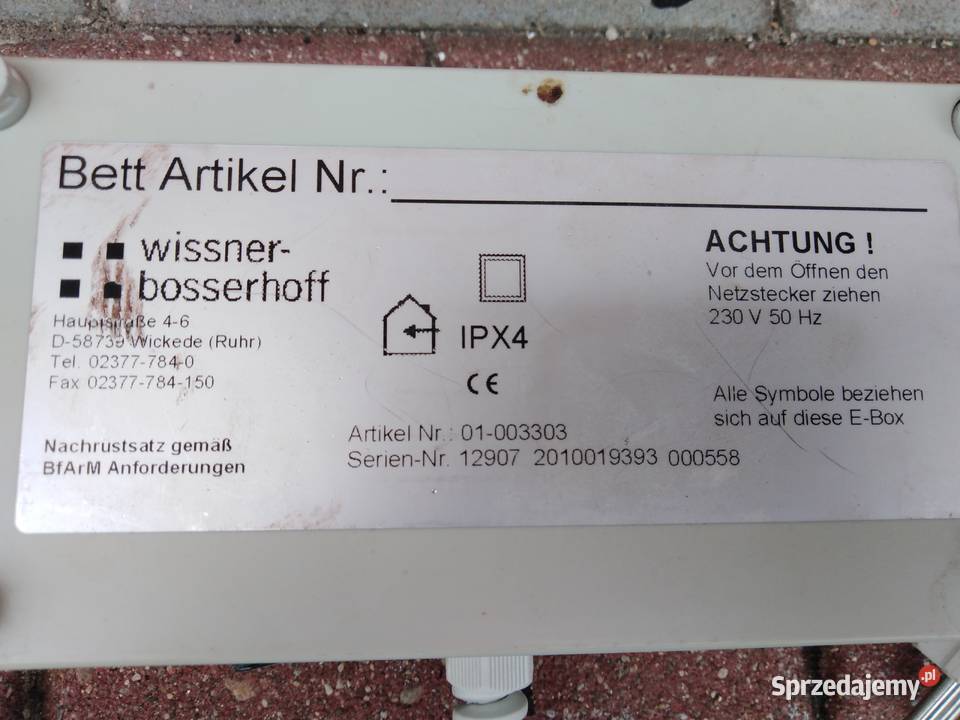 Bett Artikel Nr.:
wissner-
bosserhoff
Hauptstraße 4-6
D-58739 Wickede (Ruhr)
Tel. 02377-784-0
Fax 02377-784-150
Nachrustsatz gemäß
BfArM Anforderungen
IPX4
CE
Artikel Nr.: 01-003303
Serien-Nr. 12907 2010019393 000558
ACHTUNG !
Vor dem Öffnen den
Netzstecker ziehen
230 V 50 Hz
Alle Symbole beziehen
sich auf diese E-Box
Sprzedajemy.pl